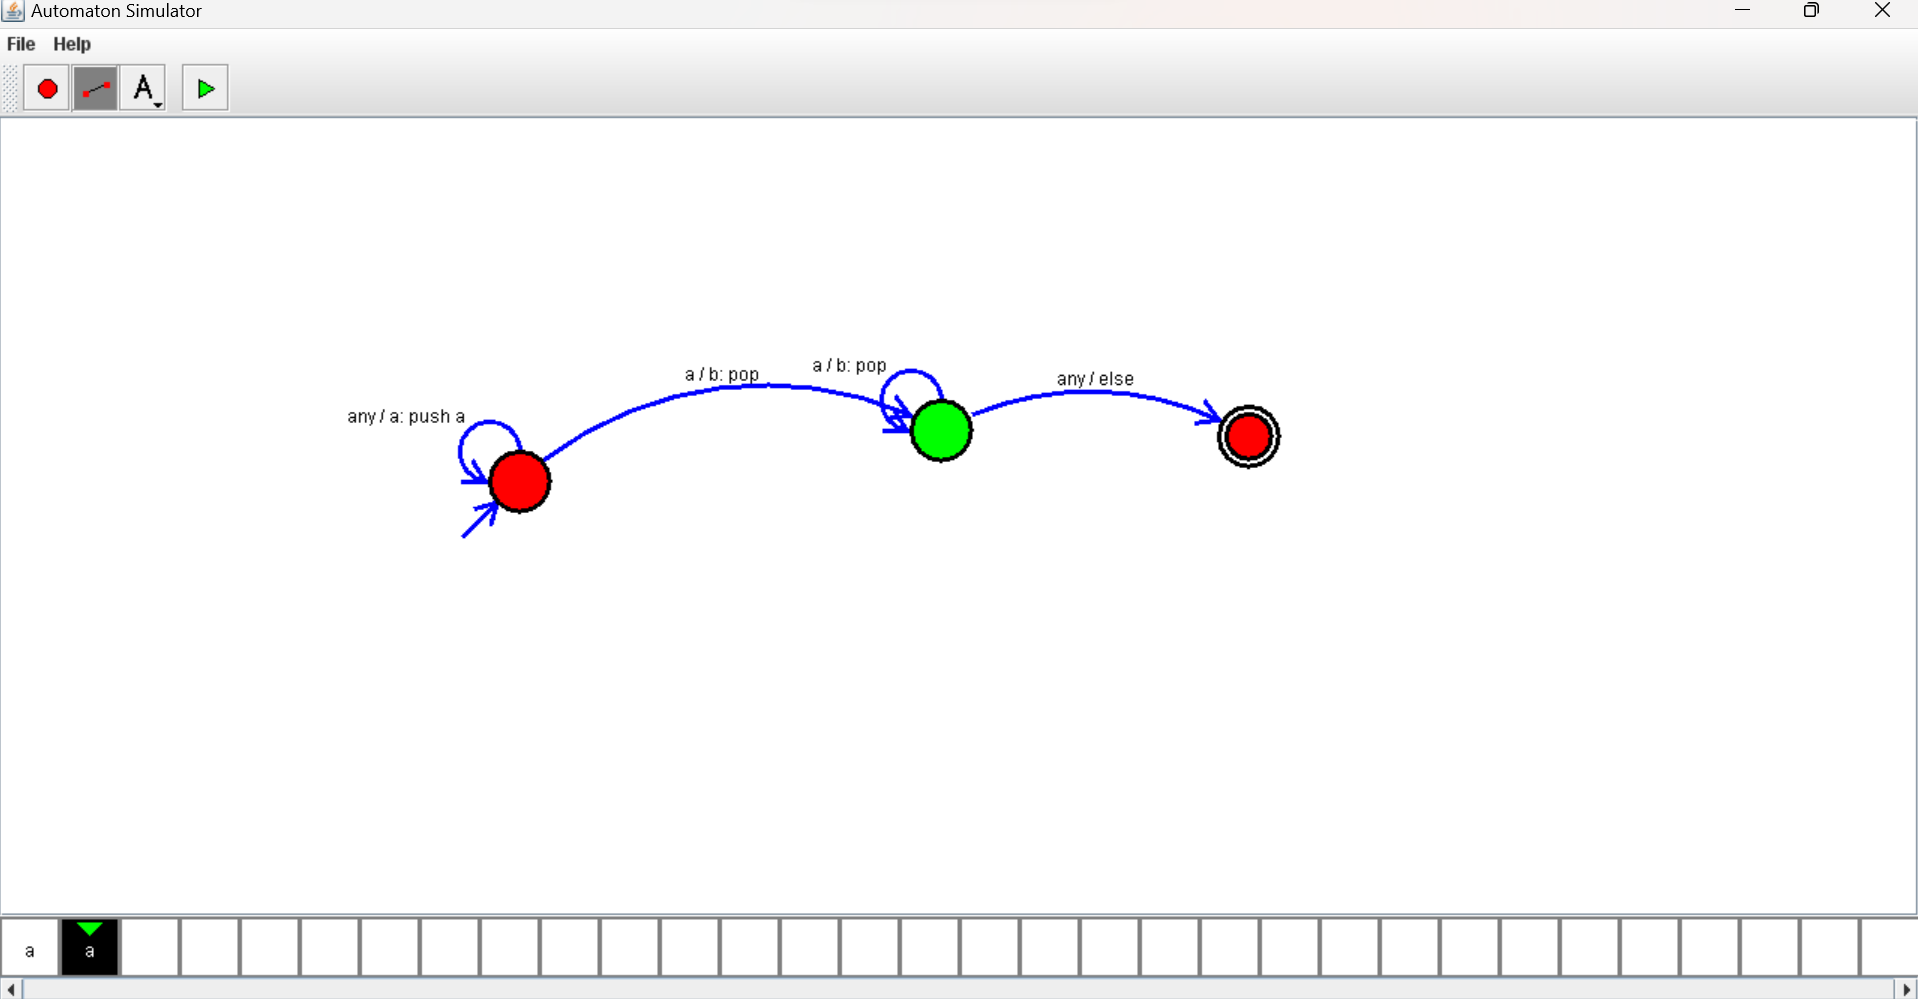 Automaton Simulator
File Help
A
a / b: pop
a / b: pop
any / else
any / a: push a
a a